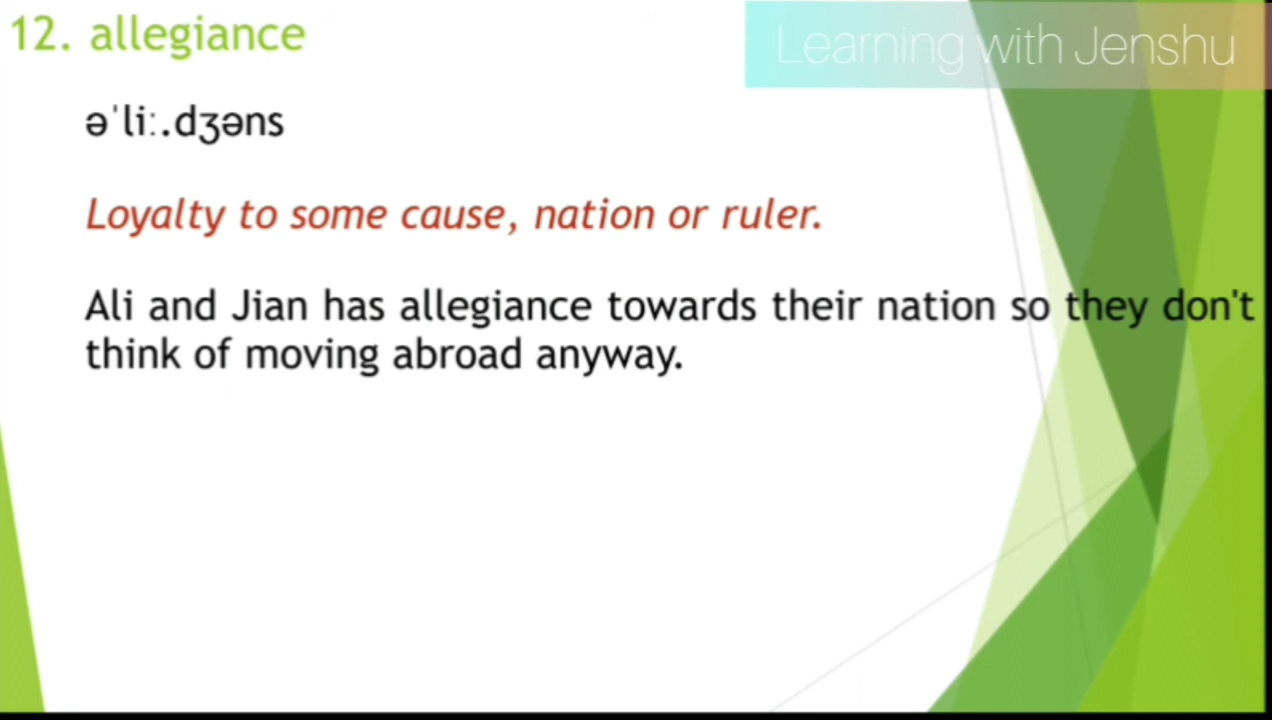 12. allegiance
Learning with Jenshu
əˈliː.dʒəns
Loyalty to some cause, nation or ruler.
Ali and Jian has allegiance towards their nation so they don't
think of moving abroad anyway.